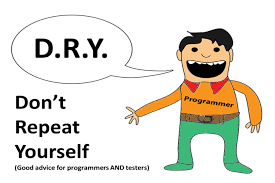 D.R.Y.
Don't
Repeat
Yourself
(Good advice for programmers AND testers)
Programmer